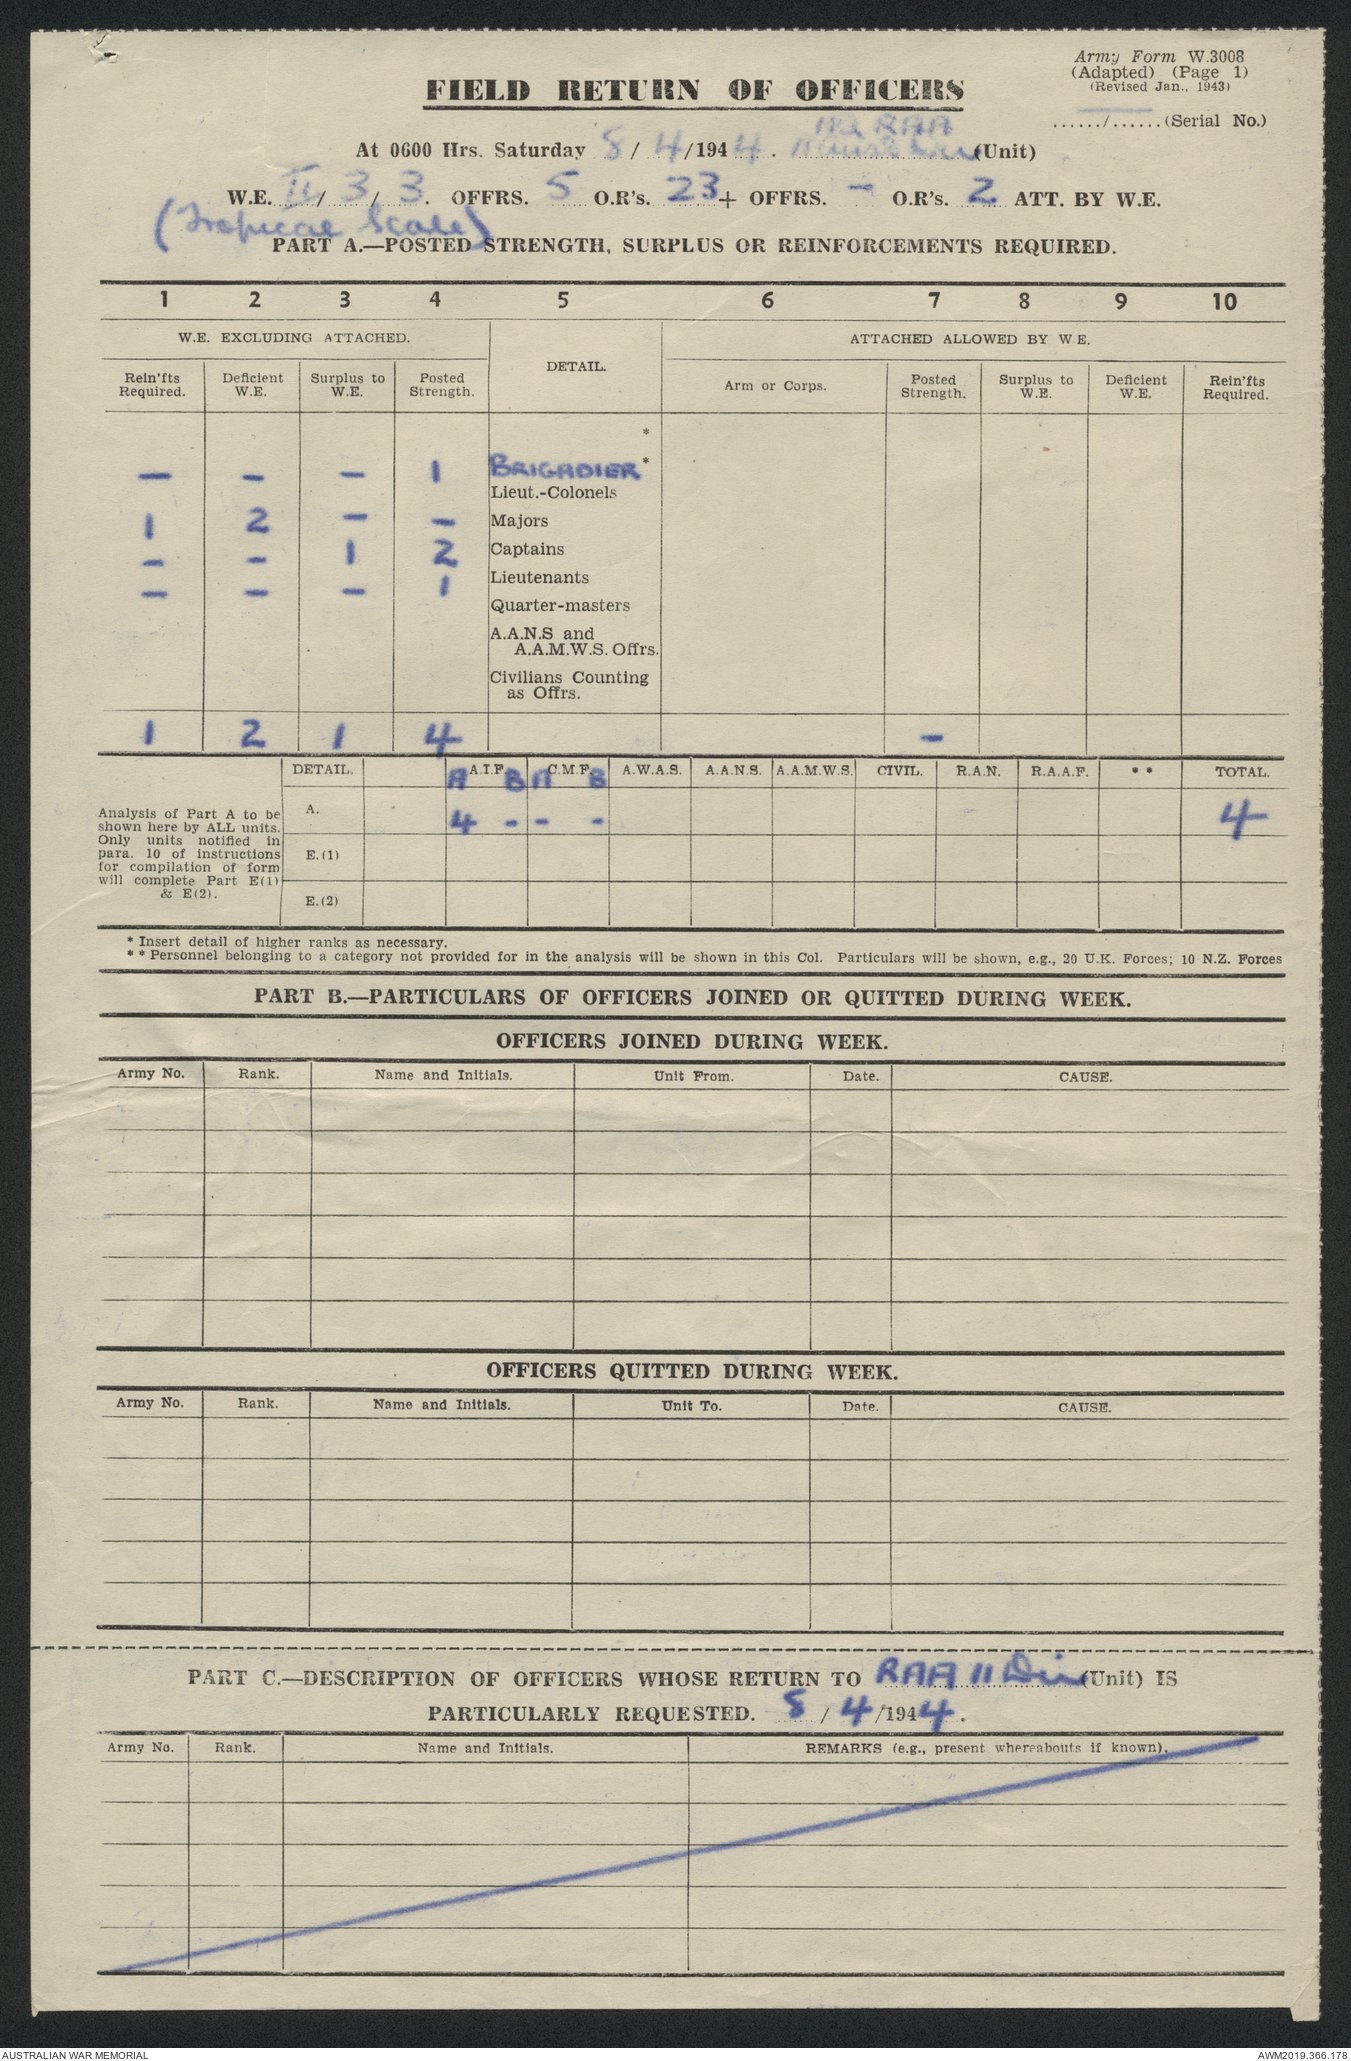 Army Form W.3008
(Adapted) (Page 1)
(Revised Jan., 1943)
FIELD RETURN OF OFFICERS
....../......(Serial No.)
HQ RAA
At 0600 Hrs. Saturday 8 / 4 /1944. (Unit)
W.E. II / 3 / 3. OFFRS. 5 O.R's. 23 + OFFRS. - O.R's. 2 ATT. BY W.E.
(Tropical Scale)
PART A.—POSTED STRENGTH, SURPLUS OR REINFORCEMENTS REQUIRED.
1 2 3 4 5 6 7 8 9 10
W.E. EXCLUDING ATTACHED. DETAIL. ATTACHED ALLOWED BY W.E.
Rein'fts Required. Deficient W.E. Surplus to W.E. Posted Strength. Arm or Corps. Posted Strength. Surplus to W.E. Deficient W.E. Rein'fts Required.
*
— - — 1 BRIGADIER *
Lieut.-Colonels
1 2 — — Majors
— - 1 2 Captains
— — — 1 Lieutenants
Quarter-masters
A.A.N.S and
A.A.M.W.S. Offrs.
Civilians Counting
as Offrs.
1 2 1 4 -
DETAIL. A.I.F. C.M.F. A.W.A.S. A.A.N.S. A.A.M.W.S. CIVIL. R.A.N. R.A.A.F. * * TOTAL.
A B A B
Analysis of Part A to be
shown here by ALL units.
Only units notified in
para. 10 of instructions
for compilation of form
will complete Part E(1)
& E(2).
A. 4 - - - 4
E.(1)
E.(2)
* Insert detail of higher ranks as necessary.
* * Personnel belonging to a category not provided for in the analysis will be shown in this Col. Particulars will be shown, e.g., 20 U.K. Forces; 10 N.Z. Forces
PART B.—PARTICULARS OF OFFICERS JOINED OR QUITTED DURING WEEK.
OFFICERS JOINED DURING WEEK.
Army No. Rank. Name and Initials. Unit From. Date. CAUSE.
OFFICERS QUITTED DURING WEEK.
Army No. Rank. Name and Initials. Unit To. Date. CAUSE.
PART C.—DESCRIPTION OF OFFICERS WHOSE RETURN TO RAA 11 Div (Unit) IS
PARTICULARLY REQUESTED. 8 / 4 /1944.
Army No. Rank. Name and Initials. REMARKS (e.g., present whereabouts if known).
AUSTRALIAN WAR MEMORIAL
AWM2019.366.178